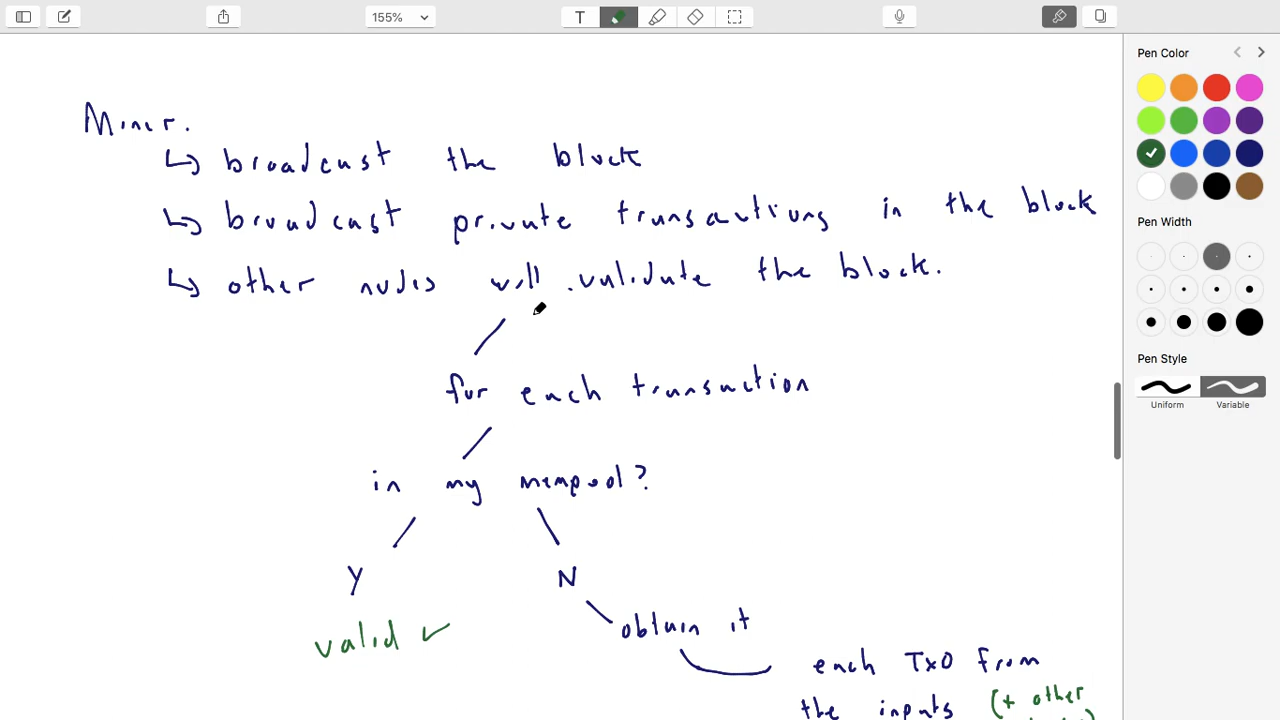 155%
T
Pen Color
Miner.
↳ broadcast the block
↳ broadcast private transactions in the block
Pen Width
↳ other nodes will validate the block.
Pen Style
for each transaction
Uniform
Variable
in my mempool?
Y
N
valid ✓
obtain it
each TxO from
the inputs (+ other